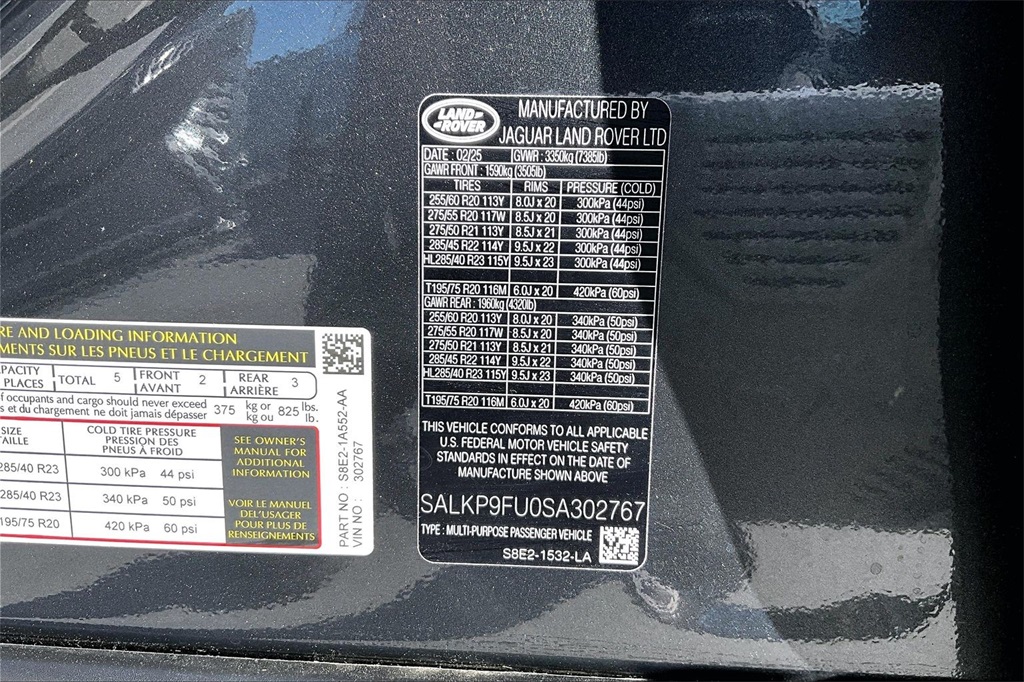 LAND
ROVER
MANUFACTURED BY
JAGUAR LAND ROVER LTD
DATE : 02/25 GVWR : 3350kg (7385lb)
GAWR FRONT : 1590kg (3505lb)
TIRES RIMS PRESSURE (COLD)
255/60 R20 113Y 8.0J x 20 300kPa (44psi)
275/55 R20 117W 8.5J x 20 300kPa (44psi)
275/50 R21 113Y 8.5J x 21 300kPa (44psi)
285/45 R22 114Y 9.5J x 22 300kPa (44psi)
HL285/40 R23 115Y 9.5J x 23 300kPa (44psi)
T195/75 R20 116M 6.0J x 20 420kPa (60psi)
GAWR REAR : 1960kg (4320lb)
255/60 R20 113Y 8.0J x 20 340kPa (50psi)
275/55 R20 117W 8.5J x 20 340kPa (50psi)
275/50 R21 113Y 8.5J x 21 340kPa (50psi)
285/45 R22 114Y 9.5J x 22 340kPa (50psi)
HL285/40 R23 115Y 9.5J x 23 340kPa (50psi)
T195/75 R20 116M 6.0J x 20 420kPa (60psi)
THIS VEHICLE CONFORMS TO ALL APPLICABLE
U.S. FEDERAL MOTOR VEHICLE SAFETY
STANDARDS IN EFFECT ON THE DATE OF
MANUFACTURE SHOWN ABOVE
SALKP9FU0SA302767
TYPE : MULTI-PURPOSE PASSENGER VEHICLE
S8E2-1532-LA
RE AND LOADING INFORMATION
MENTS SUR LES PNEUS ET LE CHARGEMENT
PACITY
PLACES
TOTAL 5
FRONT
AVANT
2
REAR
ARRIÈRE
3
of occupants and cargo should never exceed
s et du chargement ne doit jamais dépasser
375 kg or
kg ou
825 lbs.
lb.
SIZE
TAILLE
COLD TIRE PRESSURE
PRESSION DES
PNEUS À FROID
285/40 R23 300 kPa 44 psi
285/40 R23 340 kPa 50 psi
195/75 R20 420 kPa 60 psi
SEE OWNER'S
MANUAL FOR
ADDITIONAL
INFORMATION
VOIR LE MANUEL
DEL'USAGER
POUR PLUS DE
RENSEIGNEMENTS
PART NO : S8E2-1A552-AA
VIN NO : 302767